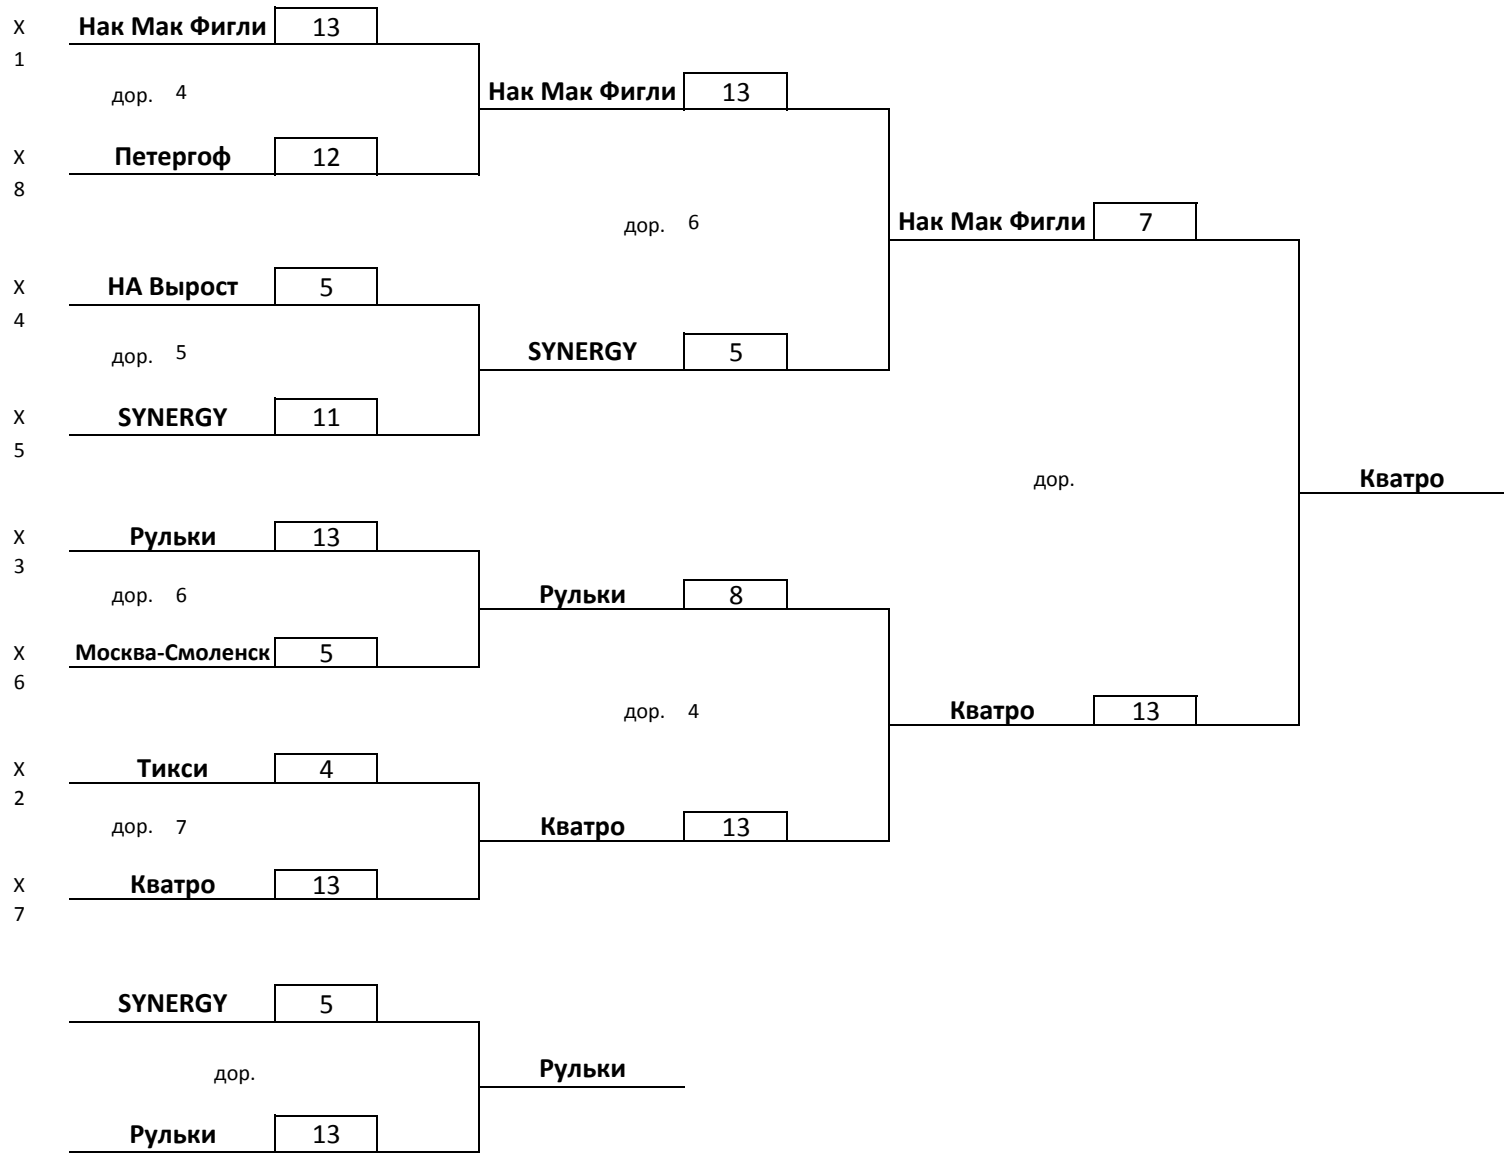 X Нак Мак Фигли 13
1
дор. 4 Нак Мак Фигли 13
X Петергоф 12
8
дор. 6 Нак Мак Фигли 7
X НА Вырост 5
4
дор. 5 SYNERGY 5
X SYNERGY 11
5
дор. Кватро
X Рульки 13
3
дор. 6 Рульки 8
X Москва-Смоленск 5
6
дор. 4 Кватро 13
X Тикси 4
2
дор. 7 Кватро 13
X Кватро 13
7
SYNERGY 5
дор. Рульки
Рульки 13